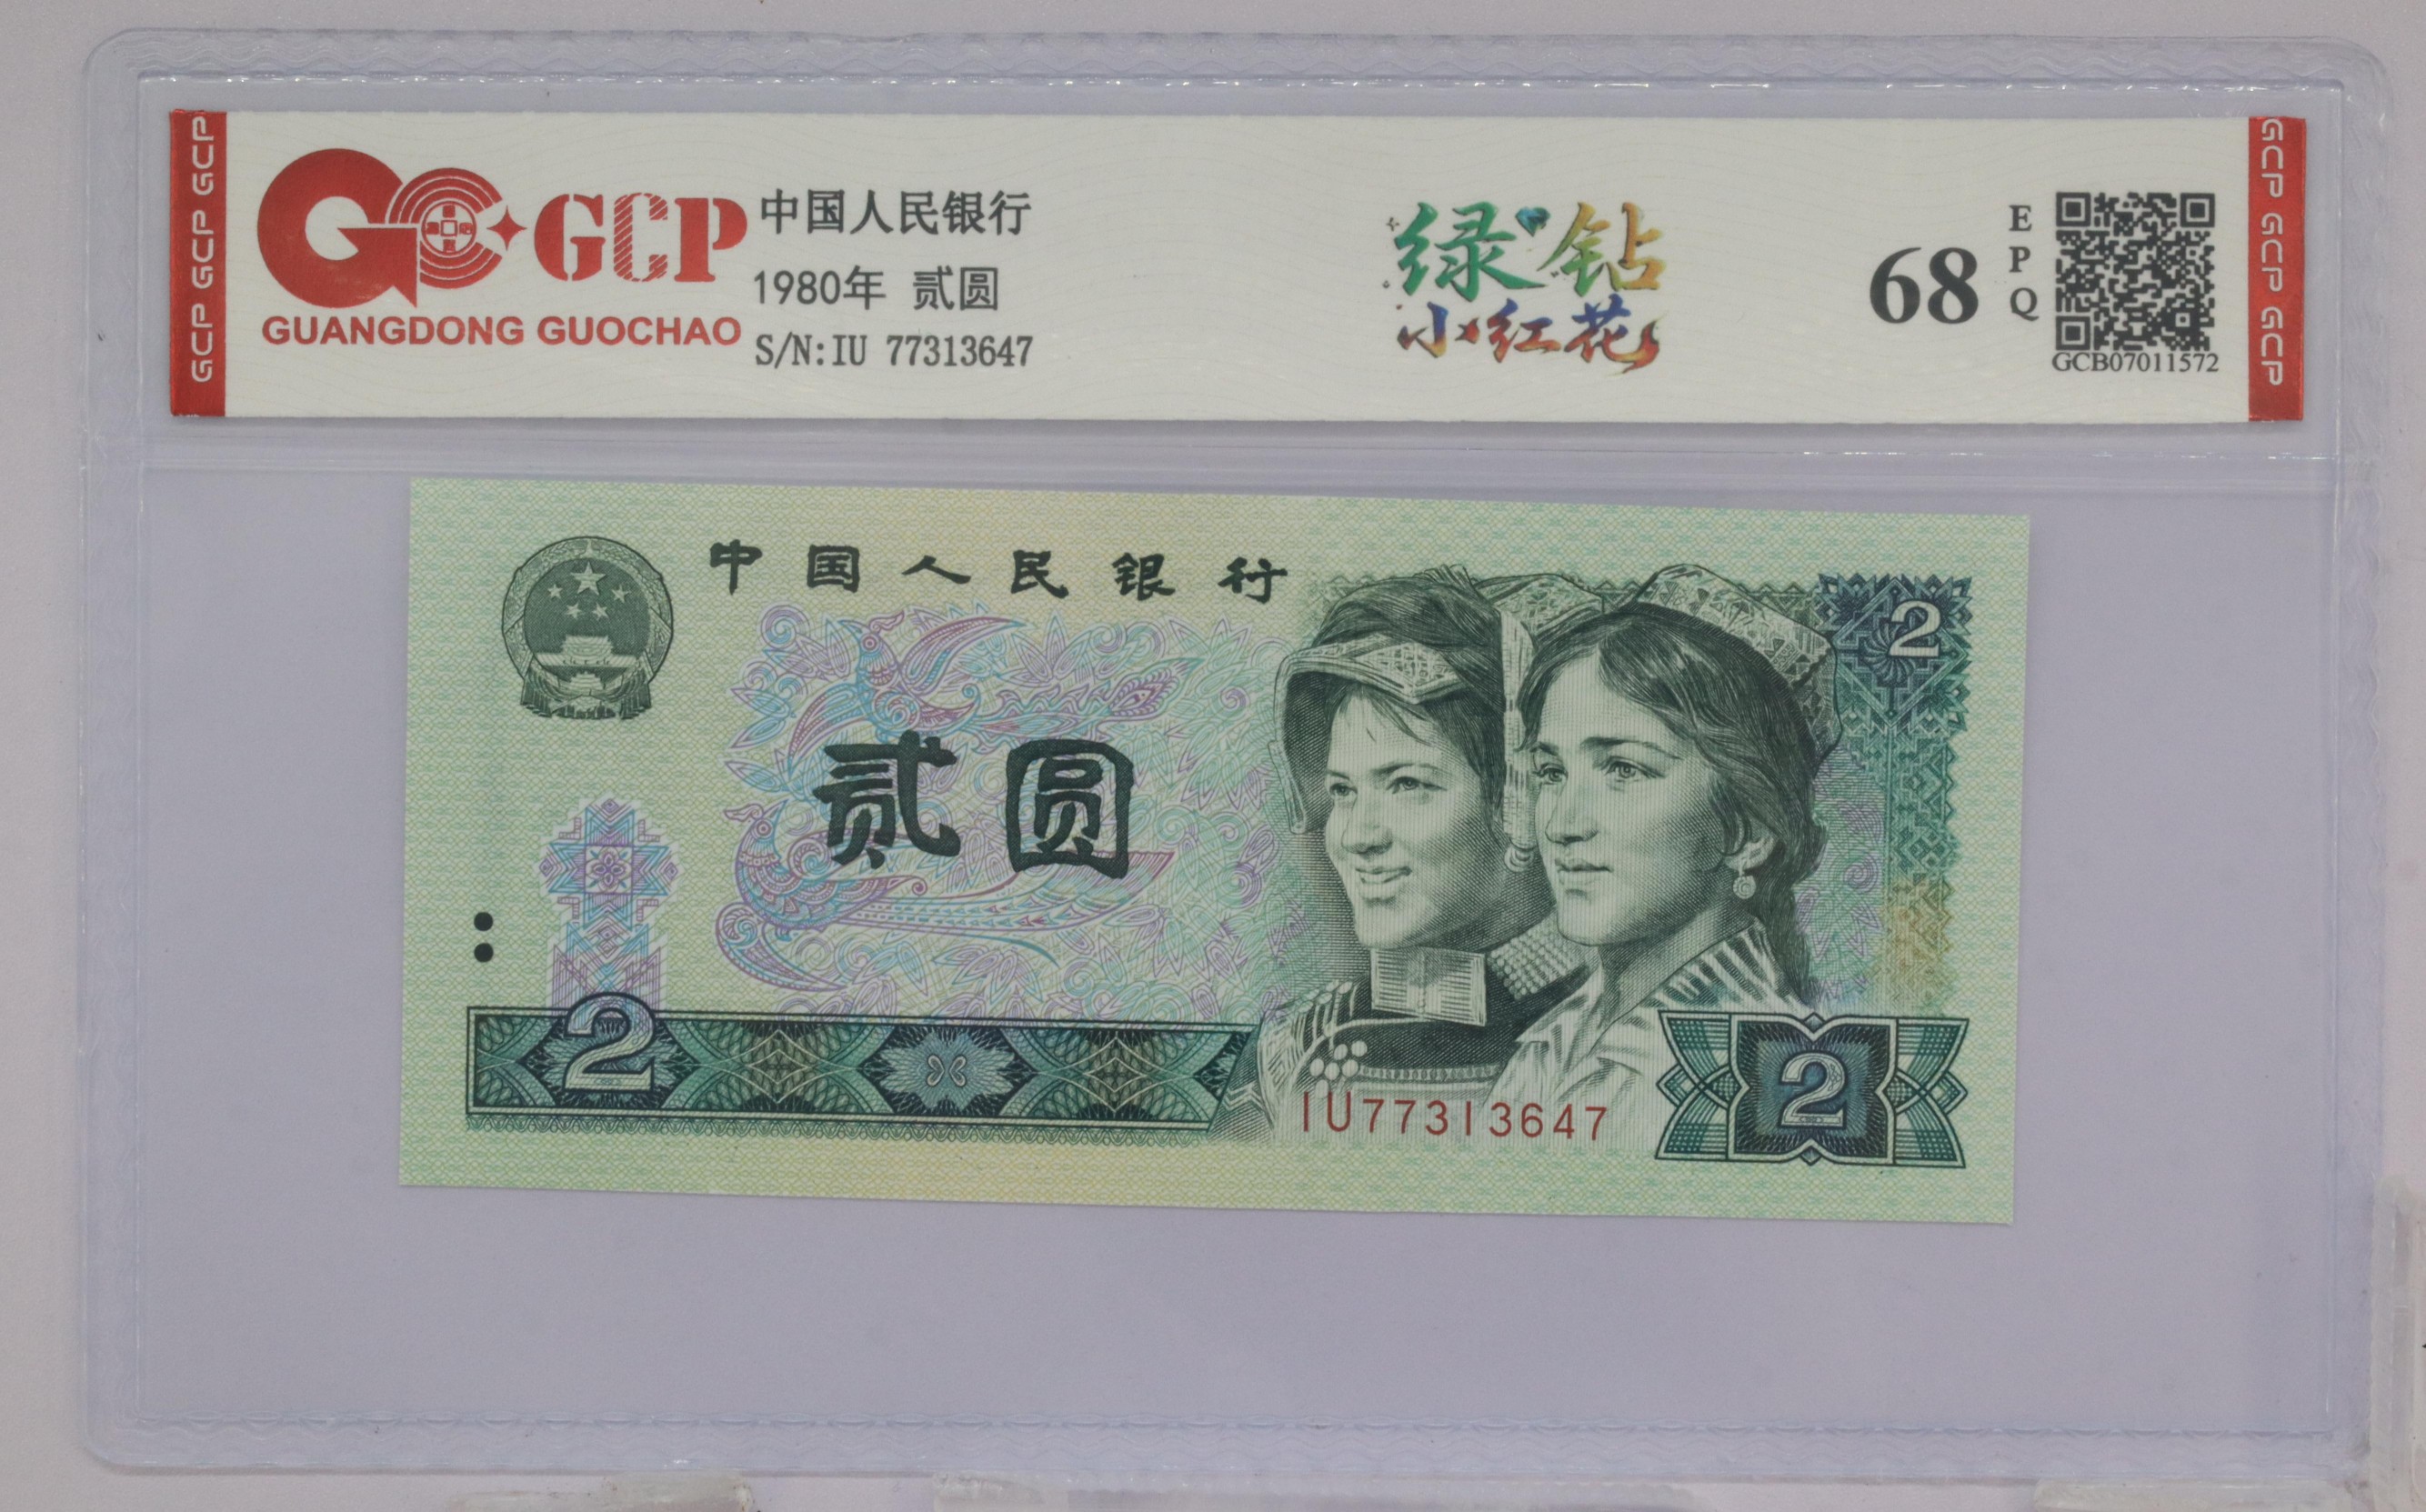 GCP GCP GCP
GCP
GUANGDONG GUOCHAO
中国人民银行
1980年 贰圆
S/N:IU 77313647
绿钻
小红花
68
EPQ
GCB07011572
GCP GCP GCP
中国人民银行
2
贰圆
2
IU77313647
2